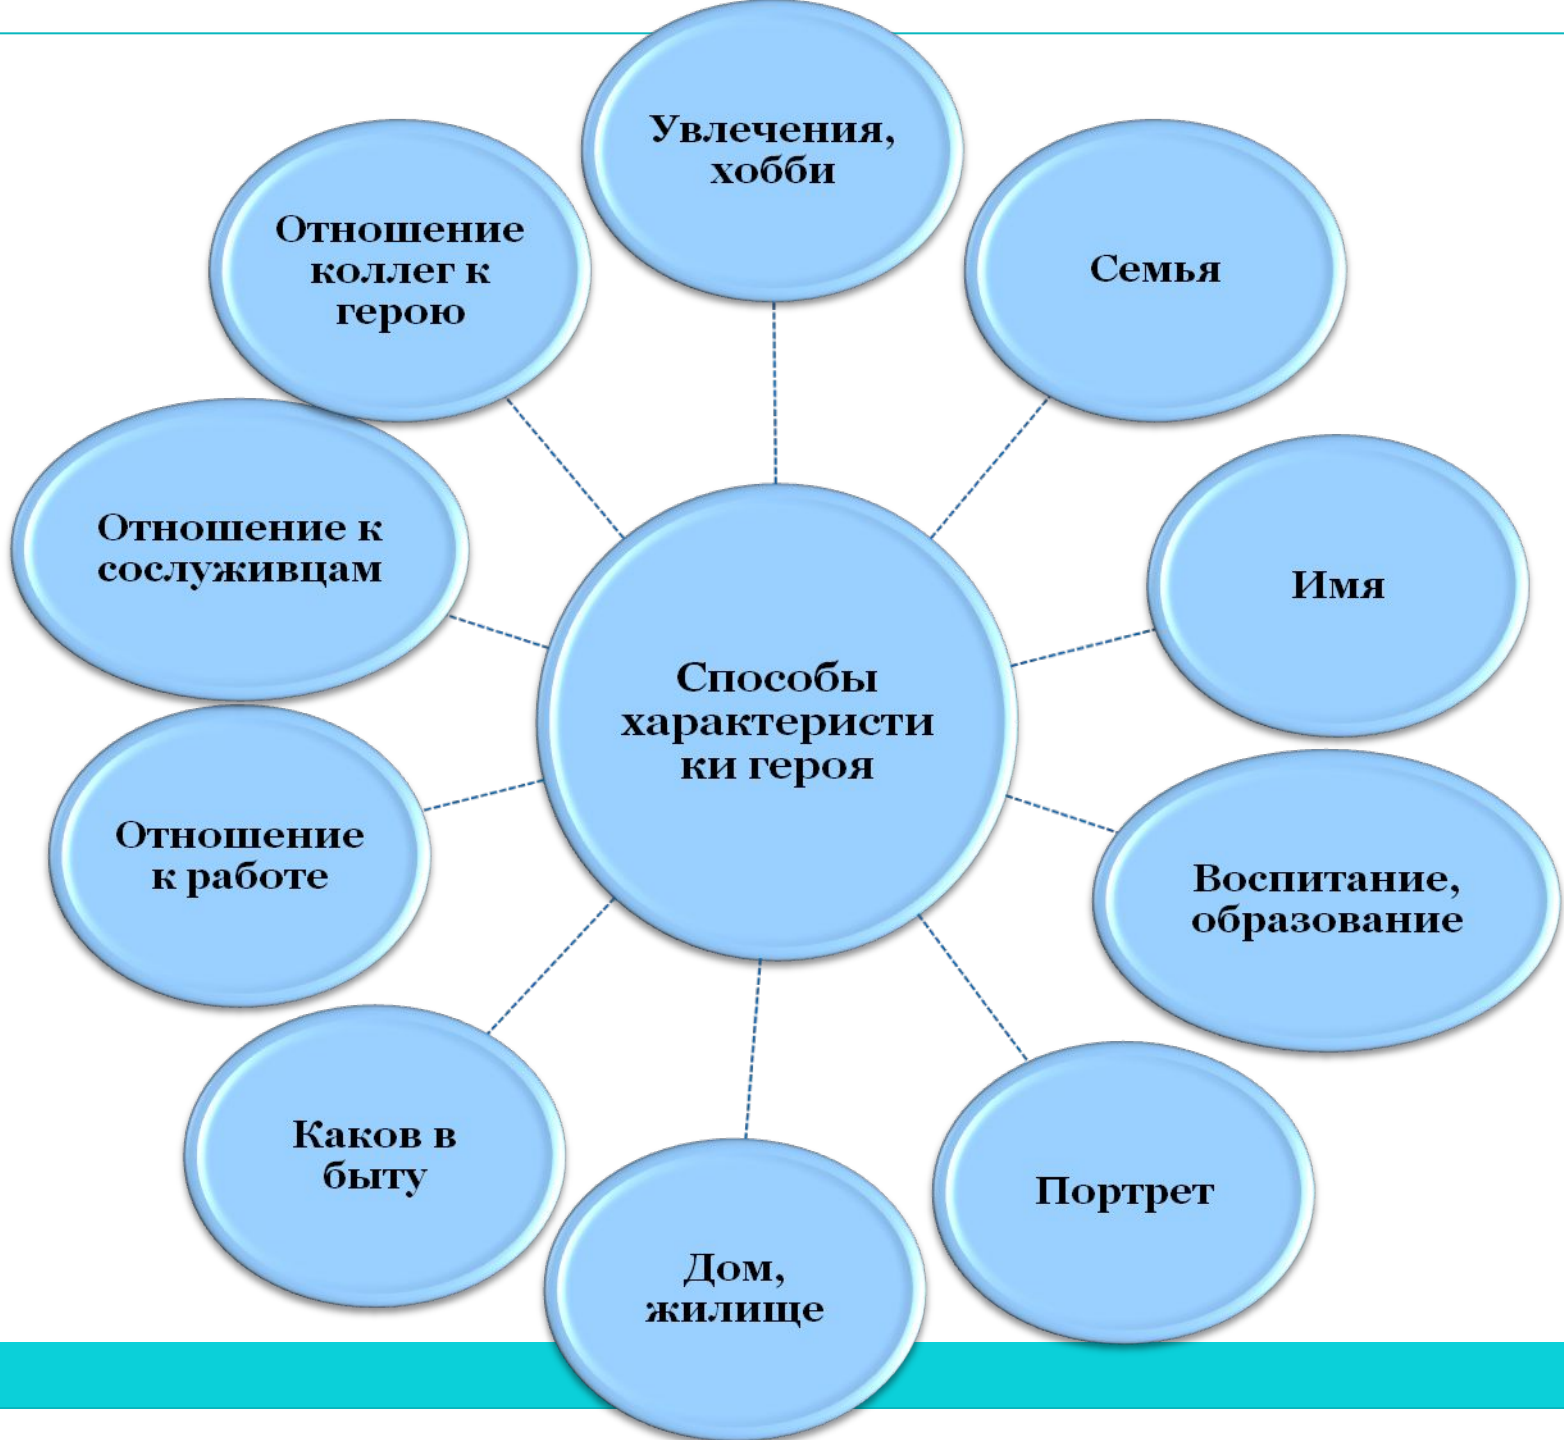 Увлечения,
хобби
Семья
Имя
Воспитание,
образование
Портрет
Дом,
жилище
Каков в
быту
Отношение
к работе
Отношение к
сослуживцам
Отношение
коллег к
герою
Способы
характеристи
ки героя